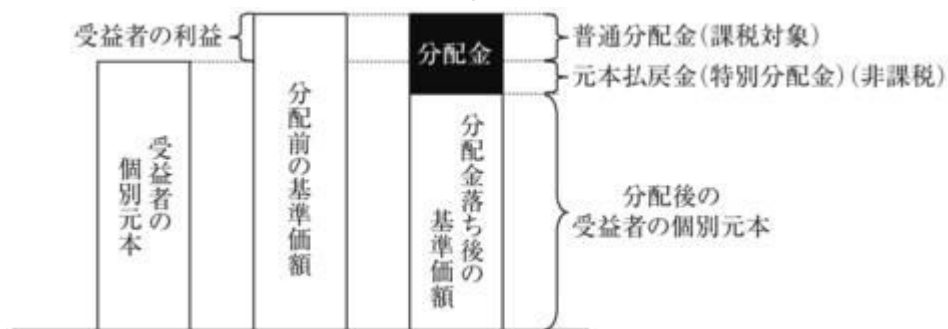 受益者の利益
分配金
普通分配金(課税対象)
元本払戻金(特別分配金)(非課税)
受益者の
個別元本
分配前の基準価額
分配金落ち後の
基準価額
分配後の
受益者の個別元本